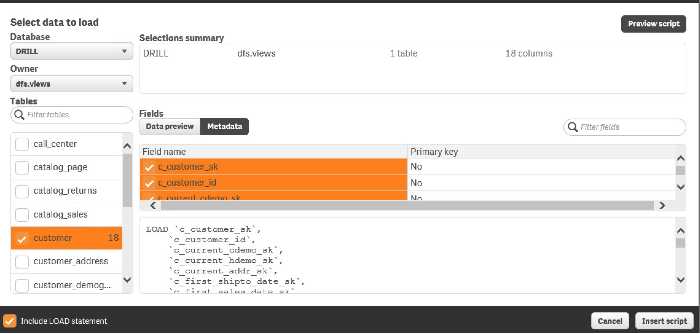 Select data to load
Preview script
Database
DRILL
Owner
dfs.views
Tables
Filter tables
call_center
catalog_page
catalog_returns
catalog_sales
customer 18
customer_address
customer_demog...
Selections summary
DRILL dfs.views 1 table 18 columns
Fields
Data preview Metadata
Filter fields
Field name Primary key
c_customer_sk No
c_customer_id No
c_current_cdemo_sk No
LOAD `c_customer_sk`,
`c_customer_id`,
`c_current_cdemo_sk`,
`c_current_hdemo_sk`,
`c_current_addr_sk`,
`c_first_shipto_date_sk`,
`c_first_sales_date_sk`,
Include LOAD statement
Cancel
Insert script